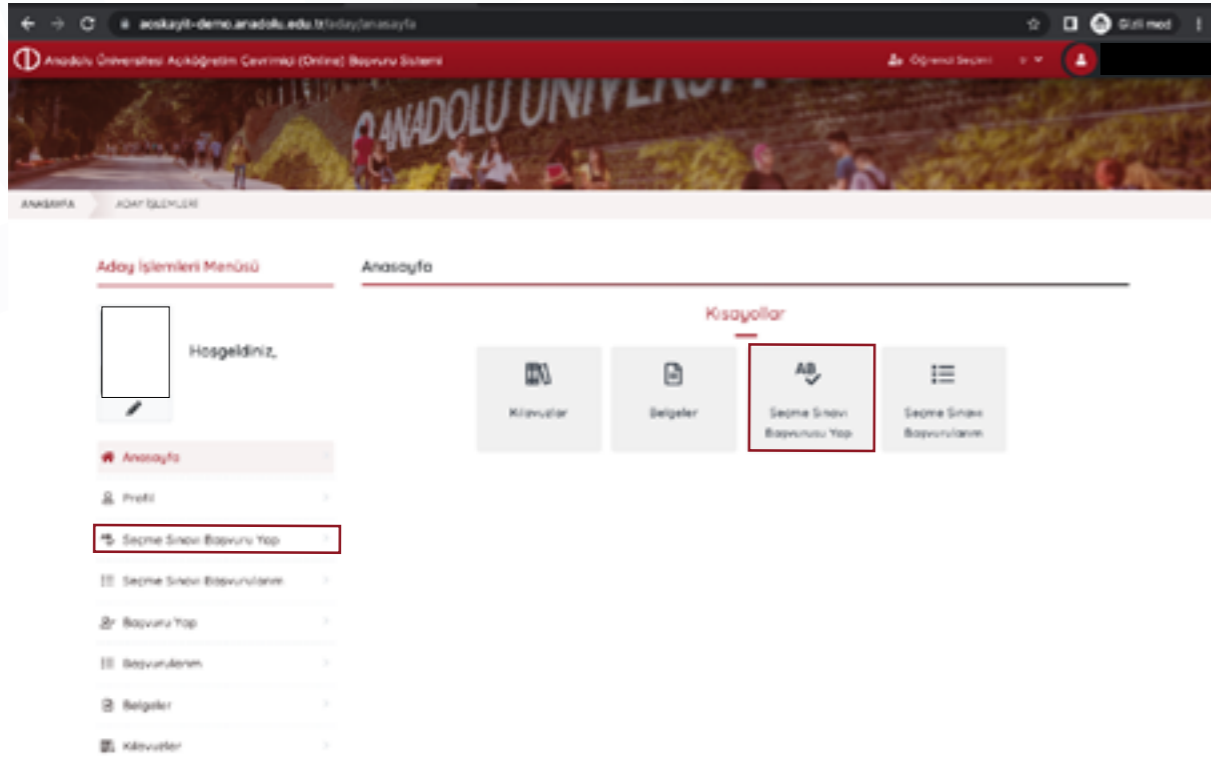 aoskayit-demo.anadolu.edu.tr/aday/anasayfa
Gizli mod
Anadolu Üniversitesi Açıköğretim Çevrimiçi (Online) Başvuru Sistemi
Öğrenci Seçimi
ANADOLU ÜNİVERSİ
ANASAYFA
ADAY İŞLEMLERİ
Aday İşlemleri Menüsü
Hoşgeldiniz,
Anasayfa
Profil
Seçme Sınavı Başvuru Yap
Seçme Sınavı Başvurularım
Başvuru Yap
Başvurularım
Belgeler
Kılavuzlar
Anasayfa
Kısayollar
Kılavuzlar
Belgeler
Seçme Sınavı
Başvurusu Yap
Seçme Sınavı
Başvurularım